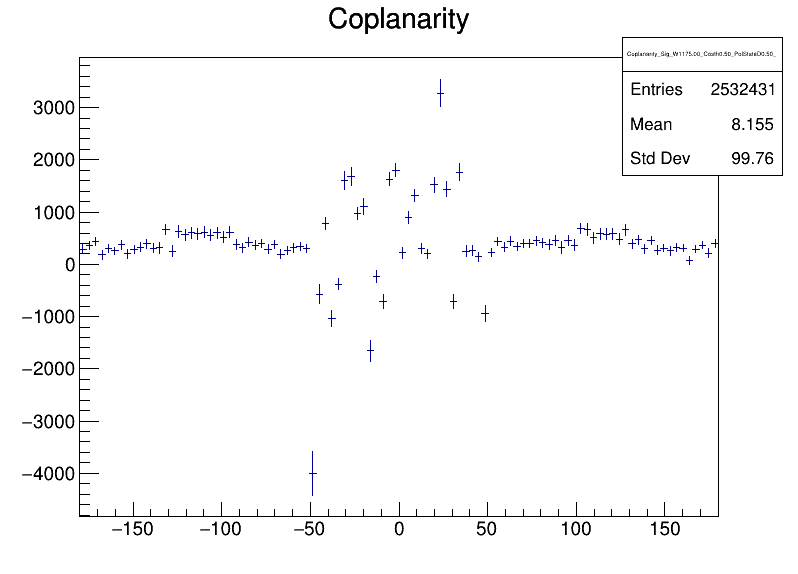 Coplanarity
Coplanarity_Sig_W1175.00_Costh0.50_PolStateD0.50_
Entries 2532431
Mean 8.155
Std Dev 99.76
3000
2000
1000
0
−1000
−2000
−3000
−4000
−150 −100 −50 0 50 100 150